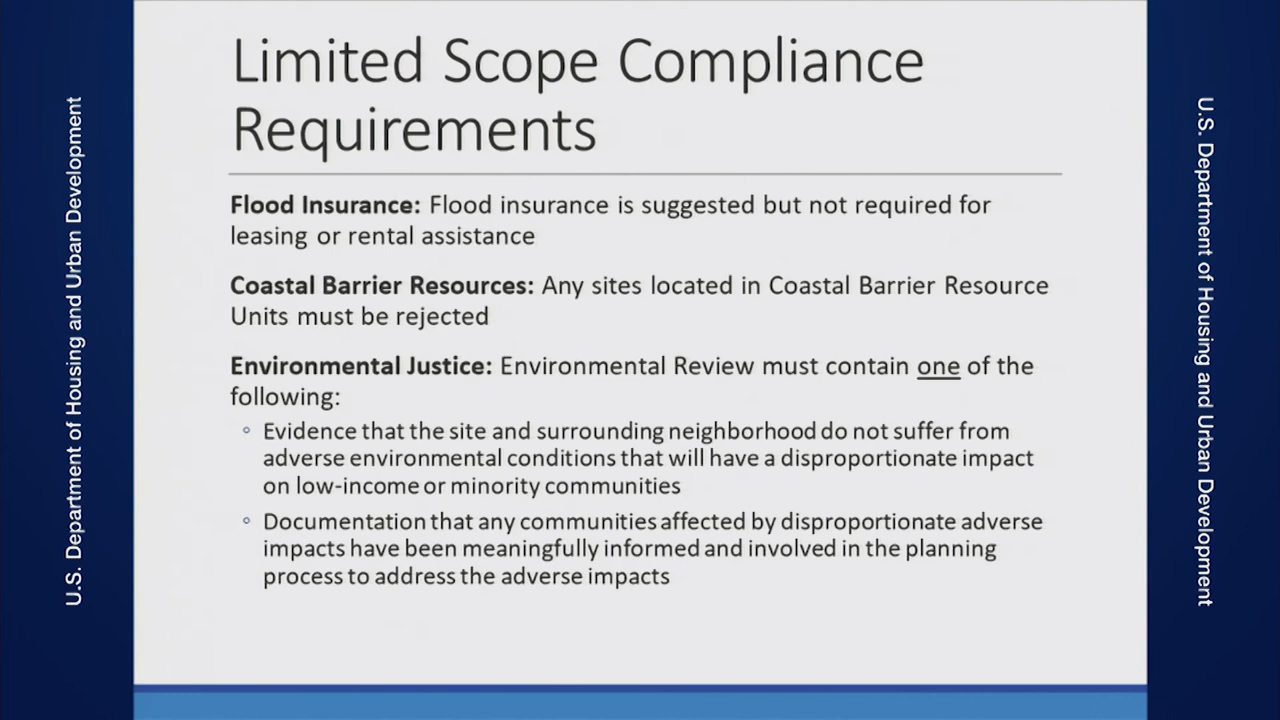 Limited Scope Compliance
Requirements
Flood Insurance: Flood insurance is suggested but not required for
leasing or rental assistance
Coastal Barrier Resources: Any sites located in Coastal Barrier Resource
Units must be rejected
Environmental Justice: Environmental Review must contain one of the
following:
° Evidence that the site and surrounding neighborhood do not suffer from
adverse environmental conditions that will have a disproportionate impact
on low-income or minority communities
° Documentation that any communities affected by disproportionate adverse
impacts have been meaningfully informed and involved in the planning
process to address the adverse impacts
U.S. Department of Housing and Urban Development
U.S. Department of Housing and Urban Development